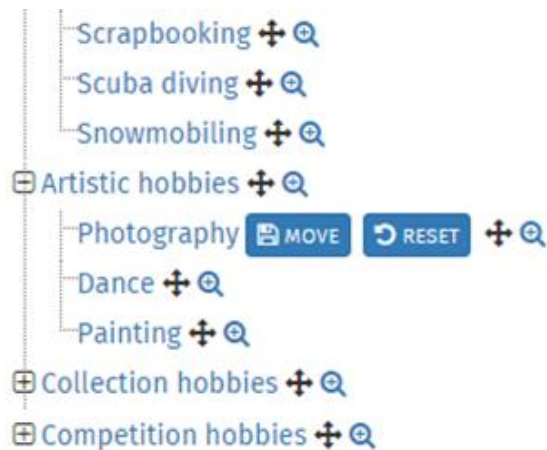 Scrapbooking
Scuba diving
Snowmobiling
Artistic hobbies
Photography MOVE RESET
Dance
Painting
Collection hobbies
Competition hobbies